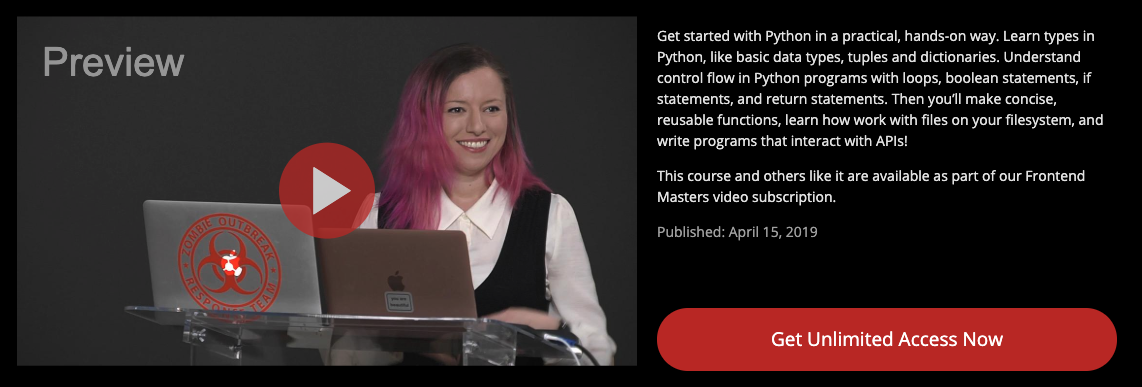 Preview
ZOMBIE OUTBREAK
RESPONSE TEAM
Get started with Python in a practical, hands-on way. Learn types in
Python, like basic data types, tuples and dictionaries. Understand
control flow in Python programs with loops, boolean statements, if
statements, and return statements. Then you’ll make concise,
reusable functions, learn how work with files on your filesystem, and
write programs that interact with APIs!
This course and others like it are available as part of our Frontend
Masters video subscription.
Published: April 15, 2019
Get Unlimited Access Now